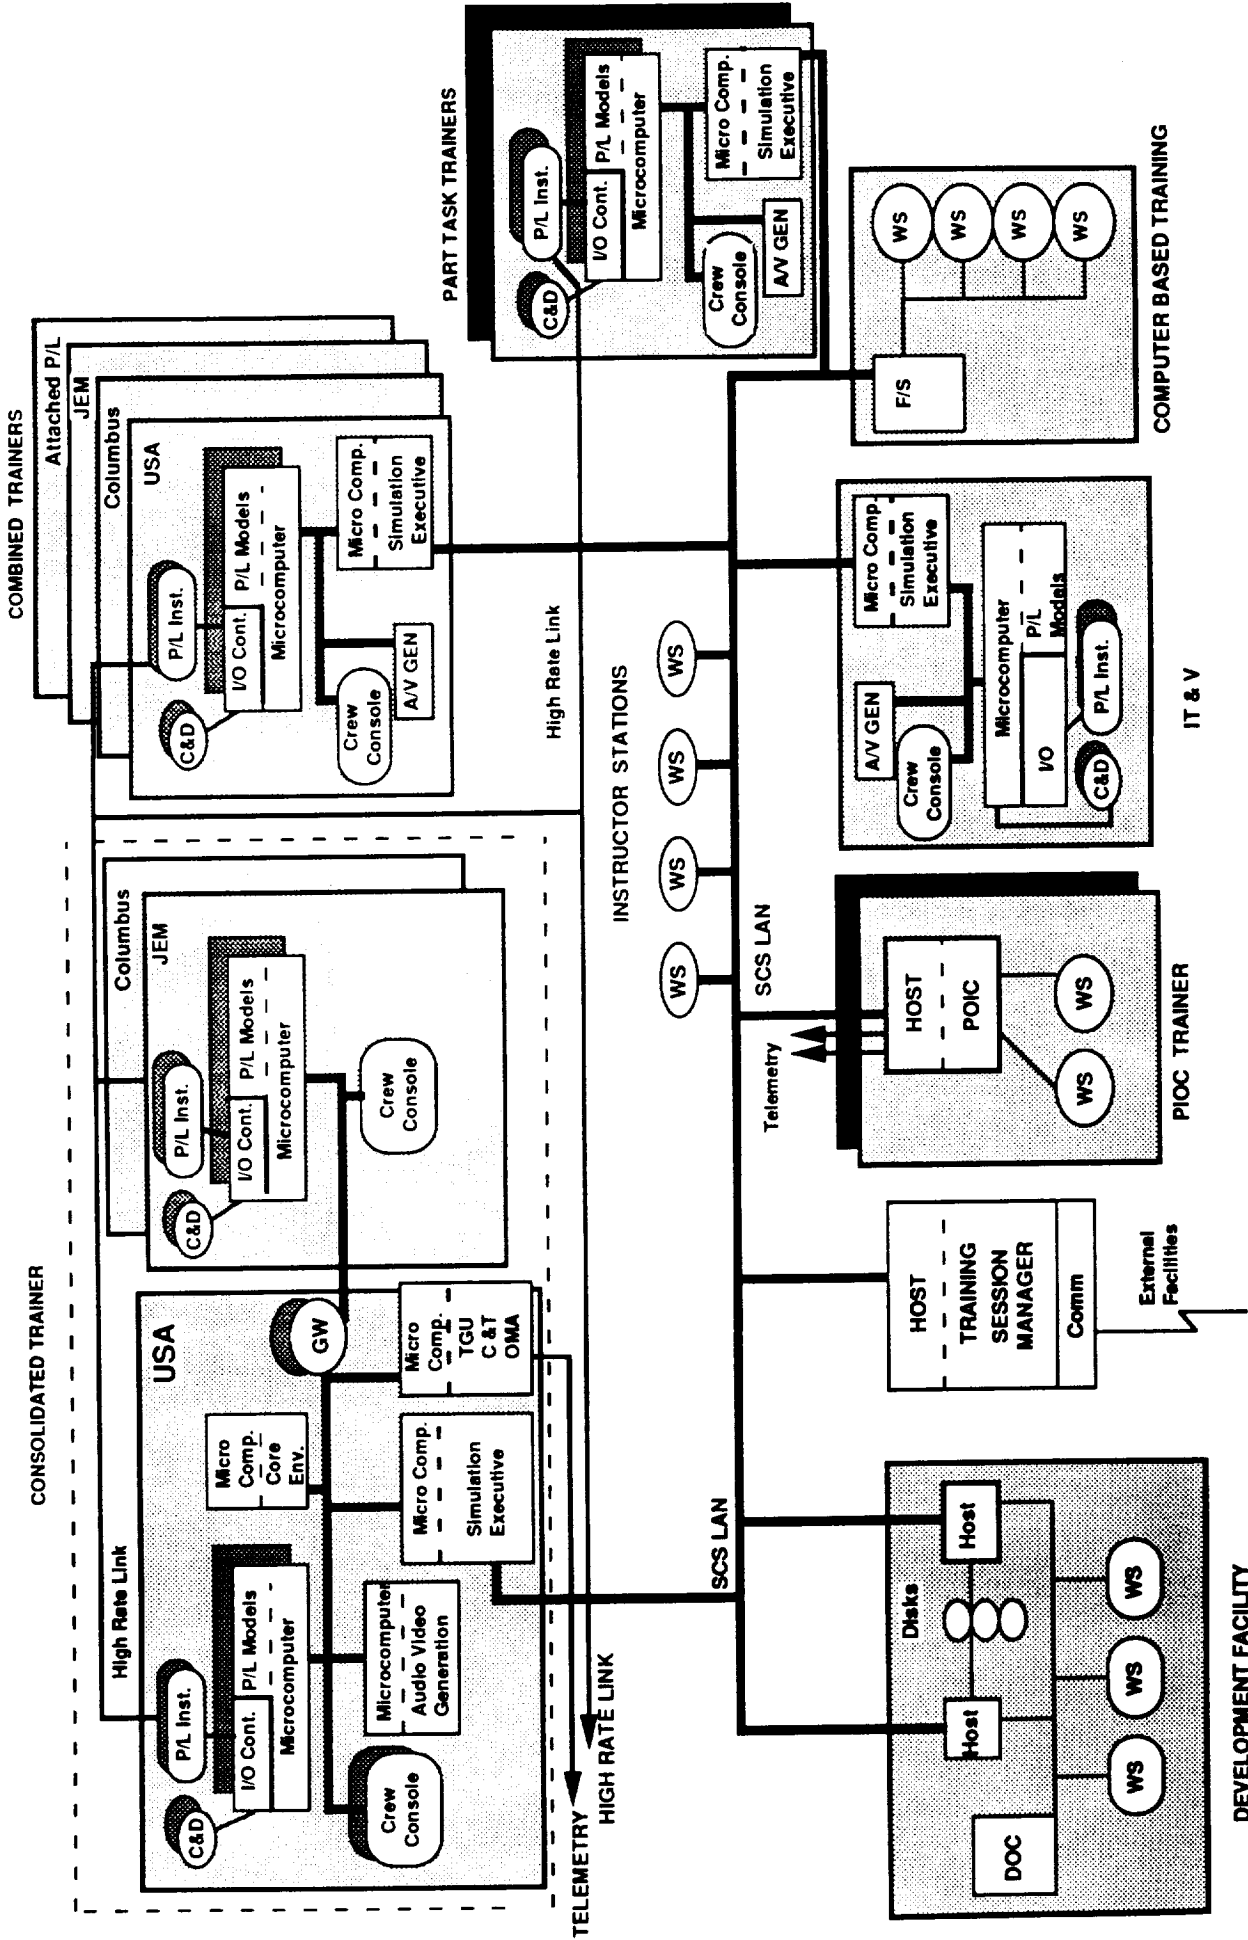 CONSOLIDATED TRAINER
High Rate Link
USA
C&D
P/L Inst.
I/O Cont.
P/L Models
Microcomputer
Micro
Comp.
Core
Env.
GW
Crew
Console
Microcomputer
Audio Video
Generation
Micro Comp.
Simulation
Executive
Micro
Comp.
TGU
C & T
OMA
TELEMETRY
HIGH RATE LINK
Columbus
JEM
C&D
P/L Inst.
I/O Cont.
P/L Models
Microcomputer
Crew
Console
COMBINED TRAINERS
Attached P/L
JEM
Columbus
USA
C&D
P/L Inst.
I/O Cont.
P/L Models
Microcomputer
Crew
Console
A/V GEN
Micro Comp.
Simulation
Executive
High Rate Link
PART TASK TRAINERS
C&D
P/L Inst.
I/O Cont.
P/L Models
Microcomputer
Crew
Console
A/V GEN
Micro Comp.
Simulation
Executive
INSTRUCTOR STATIONS
WS
WS
WS
WS
SCS LAN
SCS LAN
DEVELOPMENT FACILITY
Disks
Host
Host
DOC
WS
WS
WS
HOST
TRAINING
SESSION
MANAGER
Comm
External
Facilities
Telemetry
HOST
POIC
WS
WS
PIOC TRAINER
A/V GEN
Crew
Console
Micro Comp.
Simulation
Executive
Microcomputer
I/O
P/L
Models
C&D
P/L Inst.
IT & V
F/S
WS
WS
WS
WS
COMPUTER BASED TRAINING